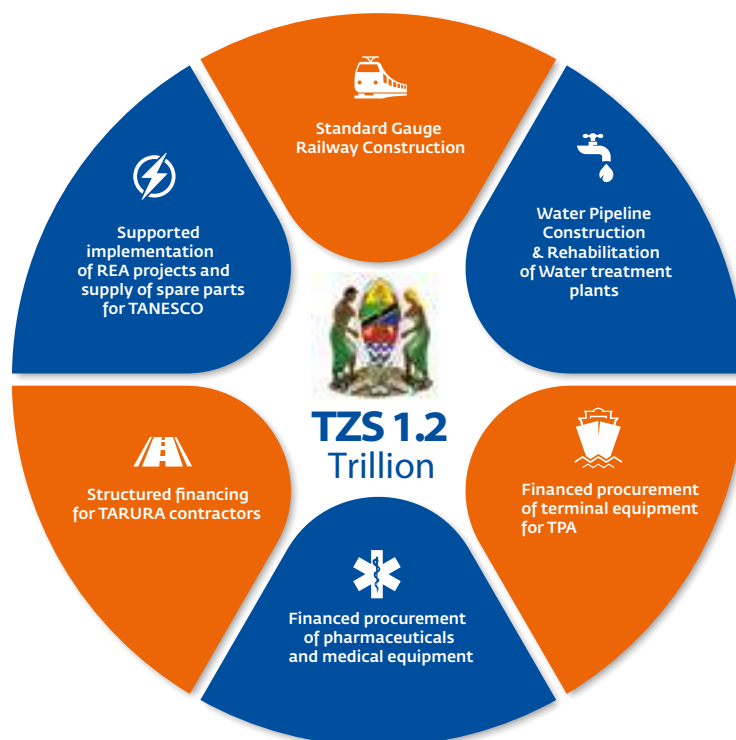 Standard Gauge
Railway Construction
Water Pipeline
Construction
& Rehabilitation
of Water treatment
plants
Financed procurement
of terminal equipment
for TPA
Financed procurement
of pharmaceuticals
and medical equipment
Structured financing
for TARURA contractors
Supported
implementation
of REA projects and
supply of spare parts
for TANESCO
TZS 1.2
Trillion